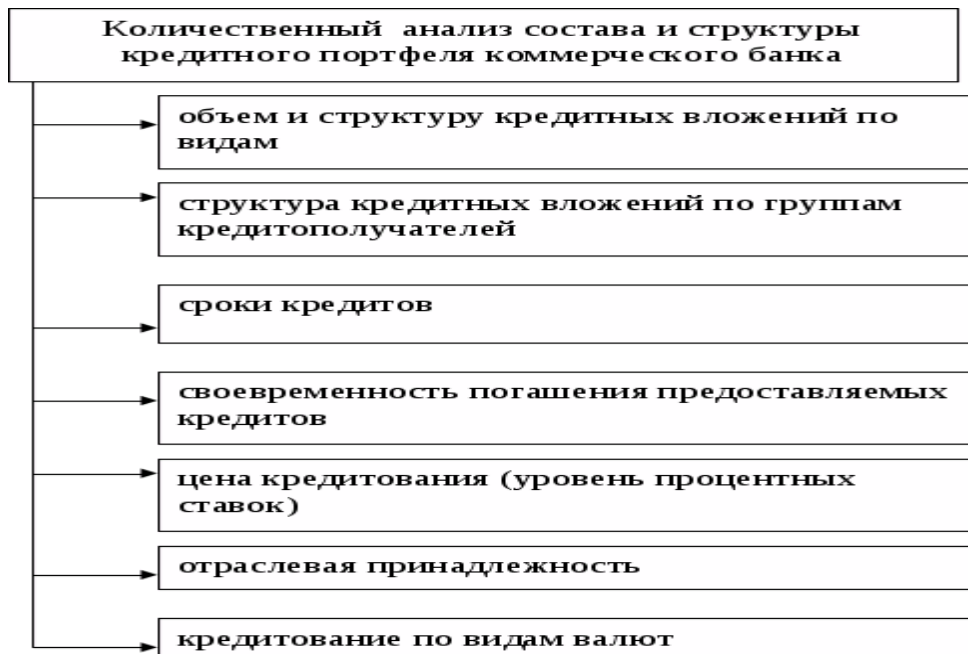 Количественный анализ состава и структуры
кредитного портфеля коммерческого банка
объем и структуру кредитных вложений по
видам
структура кредитных вложений по группам
кредитополучателей
сроки кредитов
своевременность погашения предоставляемых
кредитов
цена кредитования (уровень процентных
ставок)
отраслевая принадлежность
кредитование по видам валют